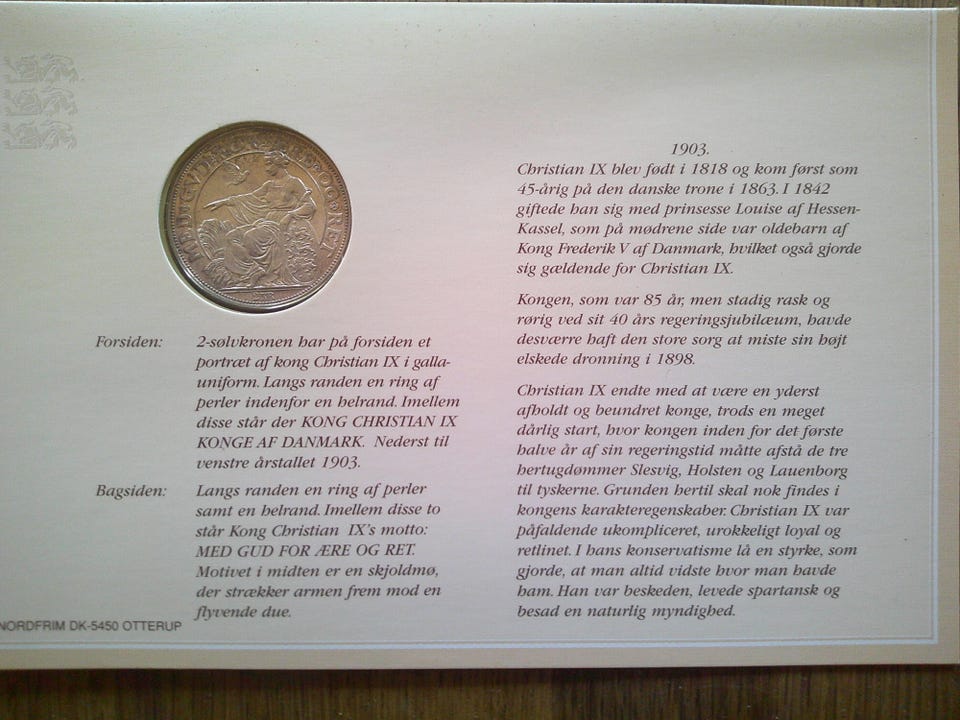 MED GUD FOR ÆRE OG RET
2 KR
Forsiden: 2-sølvkronen har på forsiden et
portræt af kong Christian IX i galla-
uniform. Langs randen en ring af
perler indenfor en helrand. Imellem
disse står der KONG CHRISTIAN IX
KONGE AF DANMARK. Nederst til
venstre årstallet 1903.
Bagsiden: Langs randen en ring af perler
samt en helrand. Imellem disse to
står Kong Christian IX's motto:
MED GUD FOR ÆRE OG RET.
Motivet i midten er en skjoldmø,
der strækker armen frem mod en
flyvende due.
NORDFRIM DK-5450 OTTERUP
1903.
Christian IX blev født i 1818 og kom først som
45-årig på den danske trone i 1863. I 1842
giftede han sig med prinsesse Louise af Hessen-
Kassel, som på mødrene side var oldebarn af
Kong Frederik V af Danmark, hvilket også gjorde
sig gældende for Christian IX.
Kongen, som var 85 år, men stadig rask og
rørig ved sit 40 års regeringsjubilæum, havde
desværre haft den store sorg at miste sin højt
elskede dronning i 1898.
Christian IX endte med at være en yderst
afholdt og beundret konge, trods en meget
dårlig start, hvor kongen inden for det første
halve år af sin regeringstid måtte afstå de tre
hertugdømmer Slesvig, Holsten og Lauenborg
til tyskerne. Grunden hertil skal nok findes i
kongens karakteregenskaber. Christian IX var
påfaldende ukompliceret, urokkeligt loyal og
retlinet. I hans konservatisme lå en styrke, som
gjorde, at man altid vidste hvor man havde
ham. Han var beskeden, levede spartansk og
besad en naturlig myndighed.